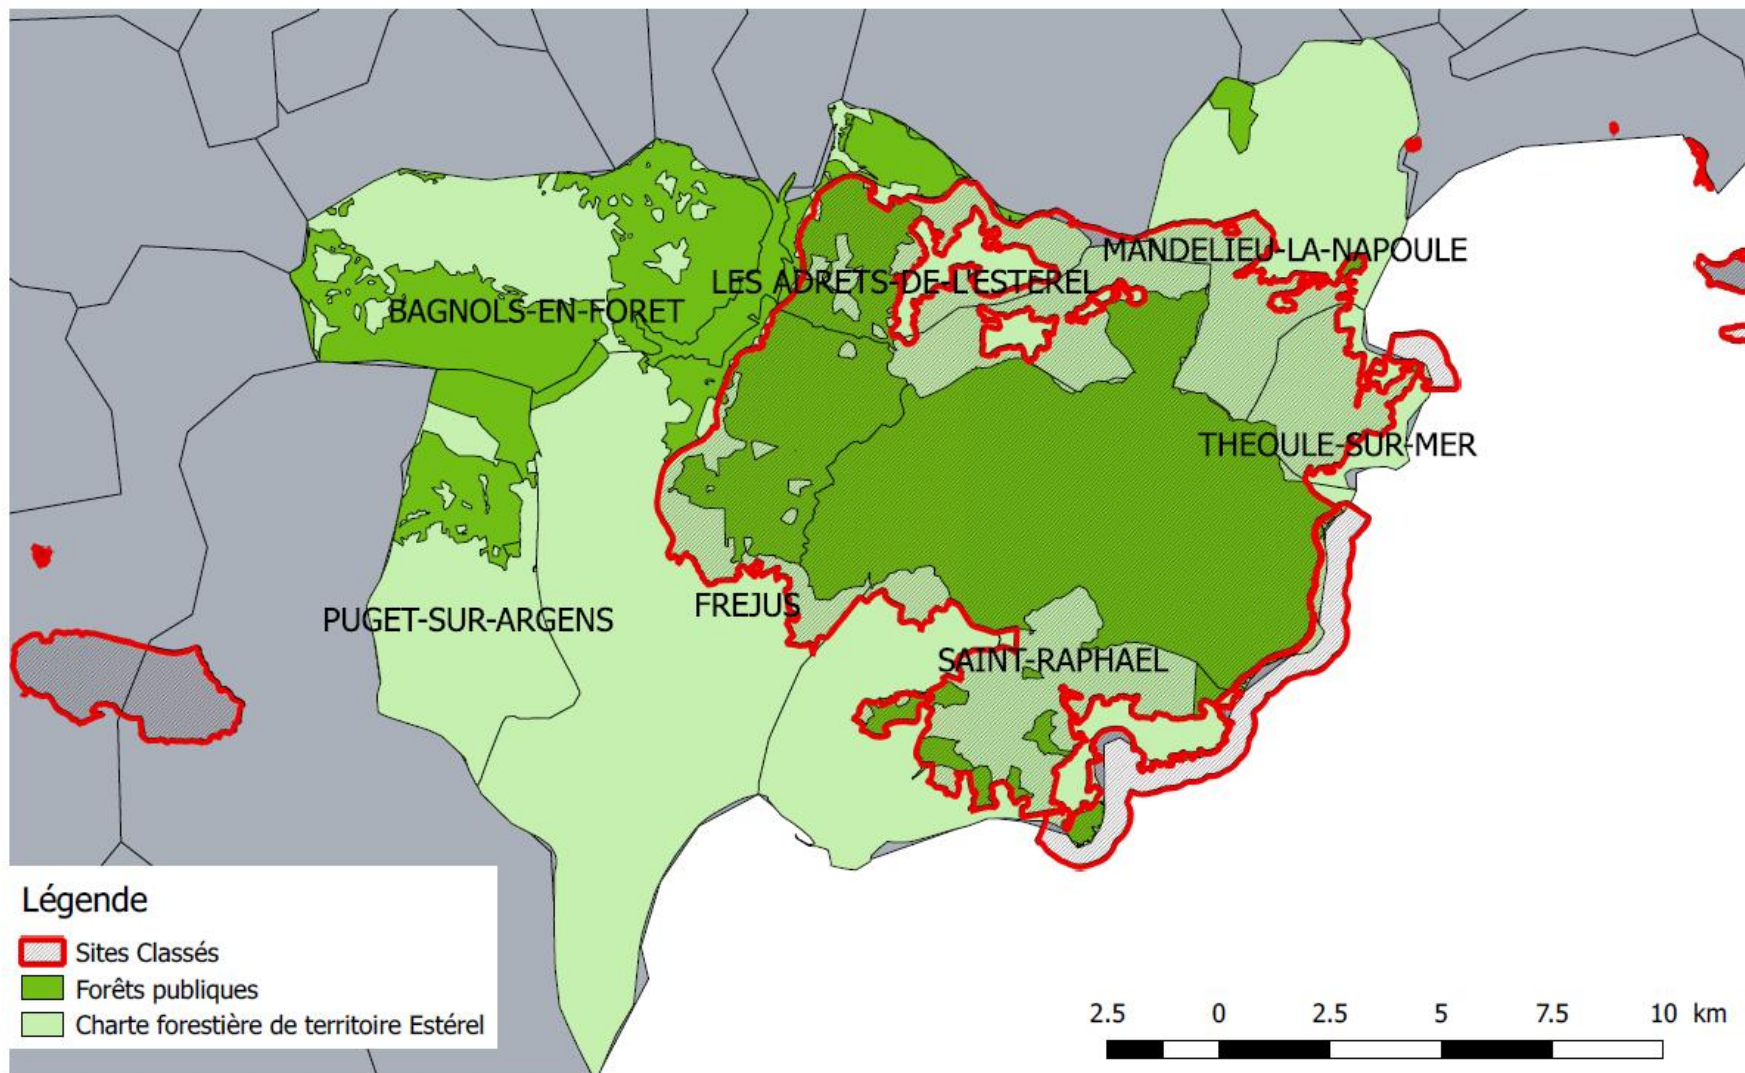 MANDELIEU-LA-NAPOULE
LES ADRETS-DE-L'ESTEREL
BAGNOLS-EN-FORET
THEOULE-SUR-MER
FREJUS
PUGET-SUR-ARGENS
SAINT-RAPHAEL
Légende
Sites Classés
Forêts publiques
Charte forestière de territoire Estérel
2.5 0 2.5 5 7.5 10 km